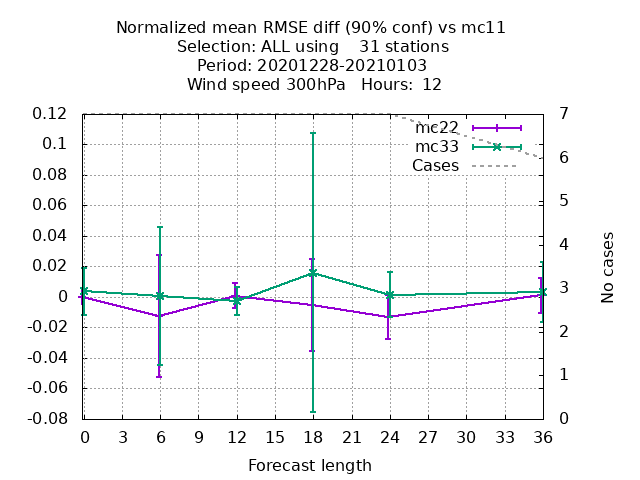 Normalized mean RMSE diff (90% conf) vs mc11
Selection: ALL using    31 stations
Period: 20201228-20210103
Wind speed 300hPa   Hours:  12
0.12
0.1
0.08
0.06
0.04
0.02
0
-0.02
-0.04
-0.06
-0.08
mc22
mc33
Cases
7
6
5
4
3
2
1
0
No cases
0 3 6 9 12 15 18 21 24 27 30 33 36
Forecast length